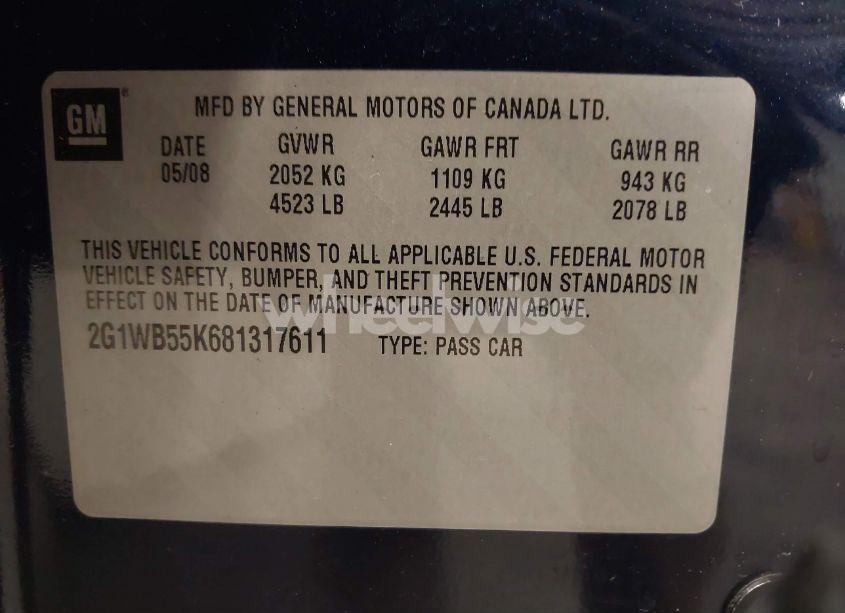 GM®
MFD BY GENERAL MOTORS OF CANADA LTD.
DATE GVWR GAWR FRT GAWR RR
05/08 2052 KG 1109 KG 943 KG
4523 LB 2445 LB 2078 LB
THIS VEHICLE CONFORMS TO ALL APPLICABLE U.S. FEDERAL MOTOR
VEHICLE SAFETY, BUMPER, AND THEFT PREVENTION STANDARDS IN
EFFECT ON THE DATE OF MANUFACTURE SHOWN ABOVE.
wheelwise
2G1WB55K681317611 TYPE: PASS CAR